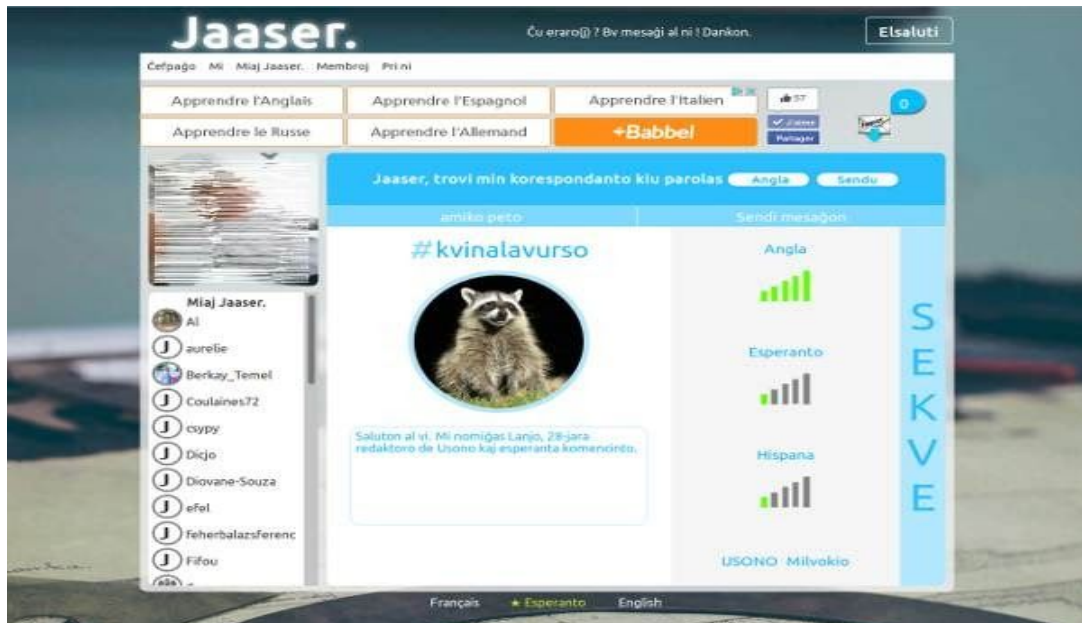 Jaaser.
Ĉu eraro(j) ? Bv mesaĝi al ni ! Dankon.
Elsaluti
Ĉefpaĝo Mi Miaj Jaaser. Membroj Pri ni
Apprendre l'Anglais
Apprendre l'Espagnol
Apprendre l'Italien
Apprendre le Russe
Apprendre l'Allemand
+Babbel
37
J'aime
Partager
0
Jaaser, trovi min korespondanto kiu parolas Angla Sendu
amiko peto
Sendi mesaĝon
#kvinalavurso
Saluton al vi. Mi nomiĝas Lanjo, 28-jara
redaktoro de Usono kaj esperanta komencinto.
Angla
Esperanto
Hispana
USONO Milvokio
SEKVE
Miaj Jaaser.
Al
aurelie
Berkay_Temel
Coulaines72
csypy
Dicjo
Diovane-Souza
efel
feherbalazsferenc
Fifou
Français ★ Esperanto English